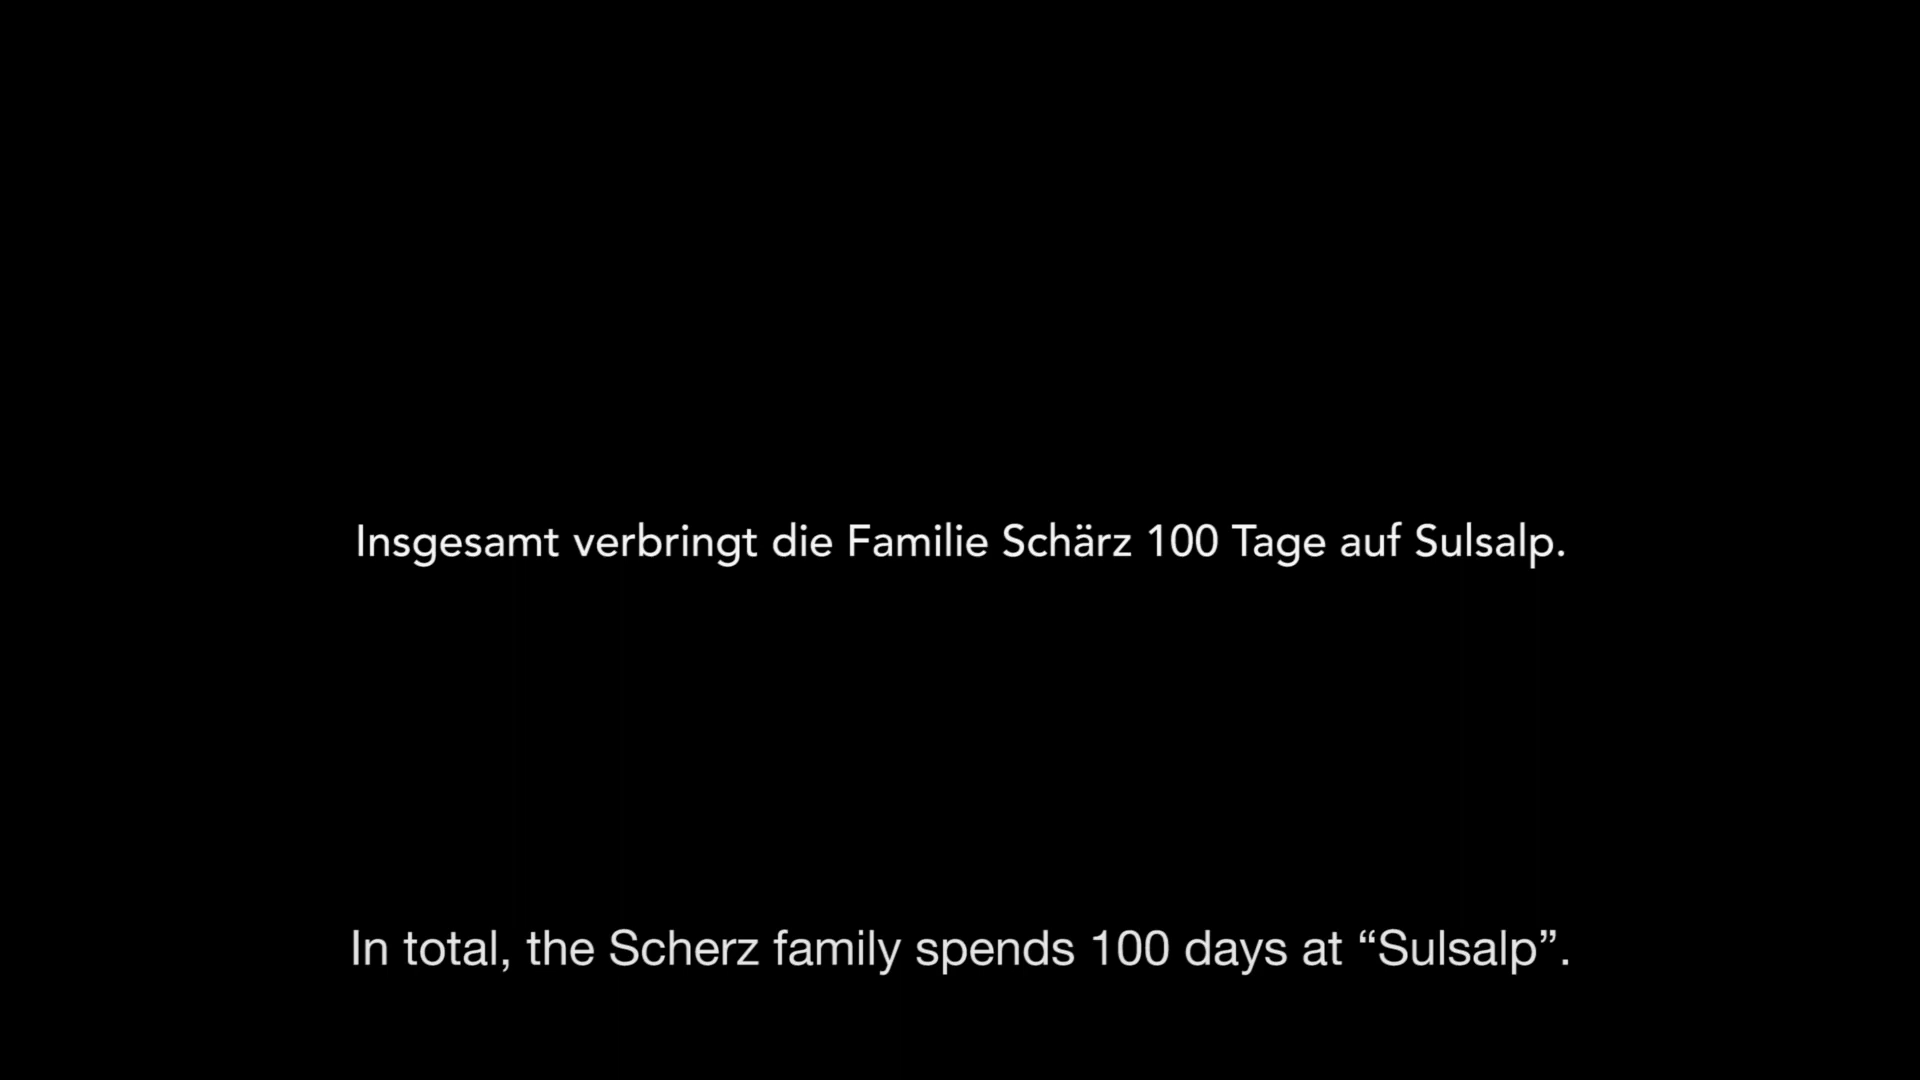 Insgesamt verbringt die Familie Schärz 100 Tage auf Sulsalp.
In total, the Scherz family spends 100 days at “Sulsalp”.